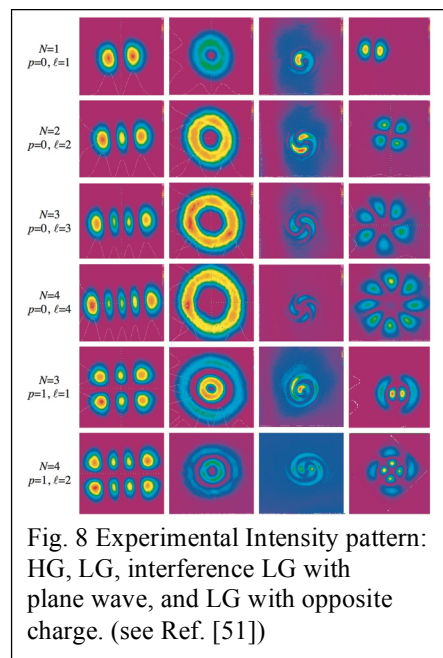 N=1
p=0, ℓ=1
N=2
p=0, ℓ=2
N=3
p=0, ℓ=3
N=4
p=0, ℓ=4
N=3
p=1, ℓ=1
N=4
p=1, ℓ=2
Fig. 8 Experimental Intensity pattern:
HG, LG, interference LG with
plane wave, and LG with opposite
charge. (see Ref. [51])